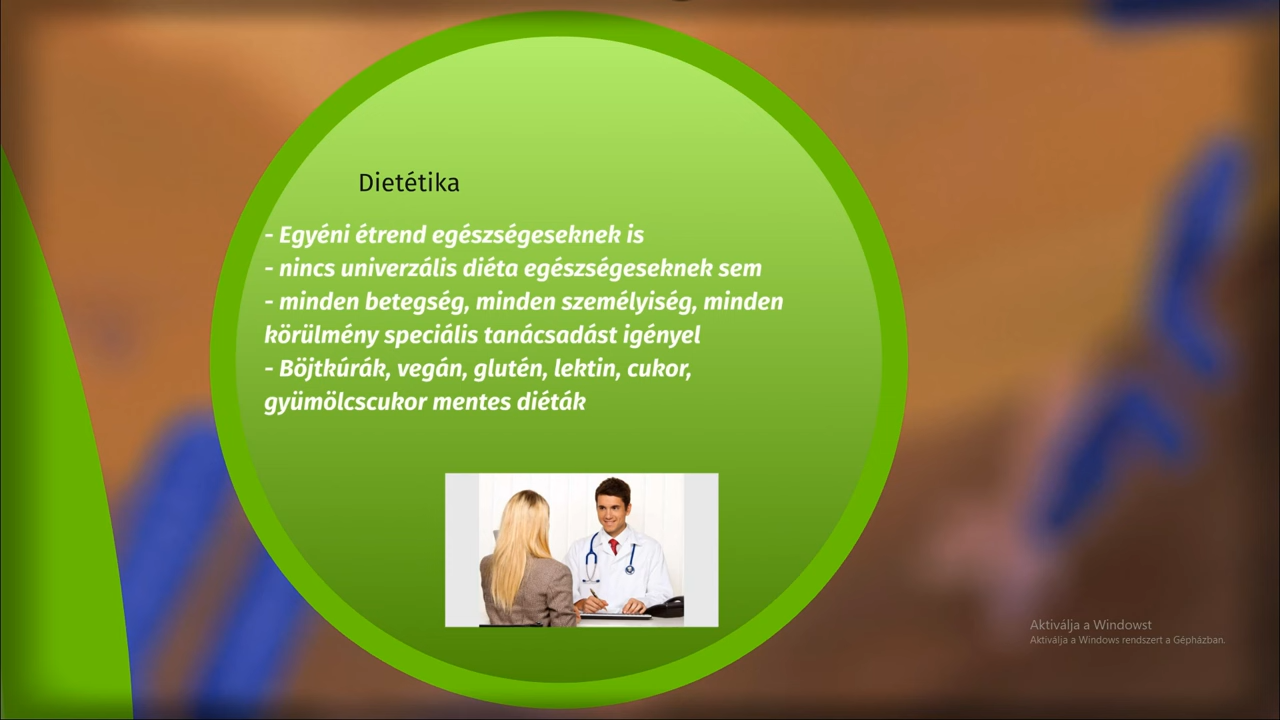 Dietétika
- Egyéni étrend egészségeseknek is
- nincs univerzális diéta egészségeseknek sem
- minden betegség, minden személyiség, minden
körülmény speciális tanácsadást igényel
- Böjtkúrák, vegán, glutén, lektin, cukor,
gyümölcscukor mentes diéták
Aktiválja a Windowst
Aktiválja a Windows rendszert a Gépházban.